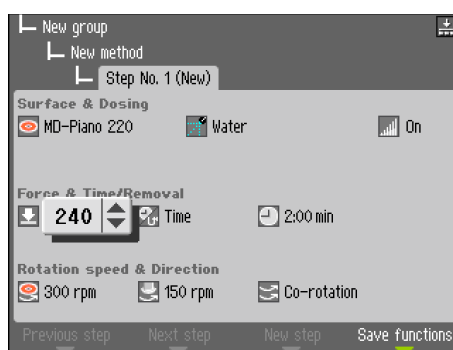 New group
New method
Step No. 1 (New)
Surface & Dosing
MD-Piano 220 Water On
Force & Time/Removal
240 Time 2:00 min
Rotation speed & Direction
300 rpm 150 rpm Co-rotation
Previous step Next step New step Save functions